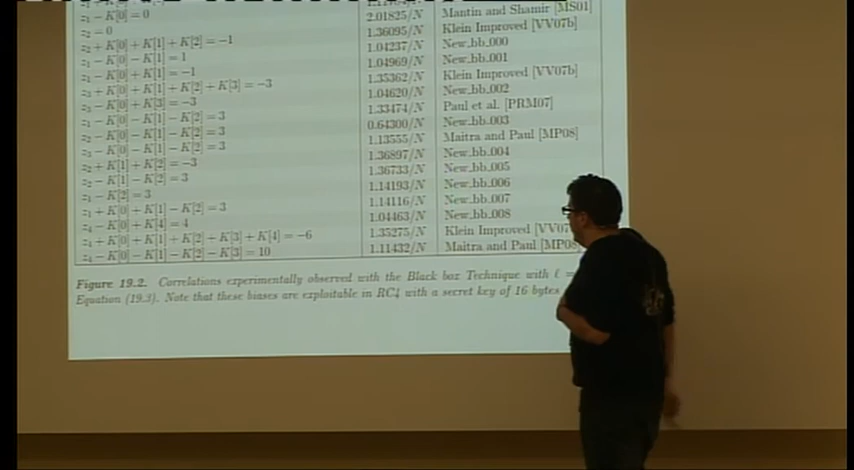 z₁ − K[0] = 0
z₂ = 0 2.01825/N Mantin and Shamir [MS01]
z₂ + K[0] + K[1] + K[2] = −1 1.36095/N Klein Improved [VV07b]
z₁ − K[0] − K[1] = 1 1.04237/N New_bb_000
z₁ − K[0] + K[1] = −1 1.04969/N New_bb_001
z₃ + K[0] + K[1] + K[2] + K[3] = −3 1.35362/N Klein Improved [VV07b]
z₃ − K[0] + K[3] = −3 1.04620/N New_bb_002
z₁ − K[0] − K[1] − K[2] = 3 1.33474/N Paul et al. [PRM07]
z₂ − K[0] − K[1] − K[2] = 3 0.64300/N New_bb_003
z₃ − K[0] − K[1] − K[2] = 3 1.13555/N Maitra and Paul [MP08]
z₂ + K[1] + K[2] = −3 1.36897/N New_bb_004
z₂ − K[1] − K[2] = 3 1.36733/N New_bb_005
z₁ − K[2] = 3 1.14193/N New_bb_006
z₁ + K[0] + K[1] − K[2] = 3 1.14116/N New_bb_007
z₄ − K[0] + K[4] = 4 1.04463/N New_bb_008
z₄ + K[0] + K[1] + K[2] + K[3] + K[4] = −6 1.35275/N Klein Improved [VV07
z₄ − K[0] − K[1] − K[2] − K[3] = 10 1.11432/N Maitra and Paul [MP08
Figure 19.2. Correlations experimentally observed with the Black box Technique with ℓ =
Equation (19.3). Note that these biases are exploitable in RC4 with a secret key of 16 bytes